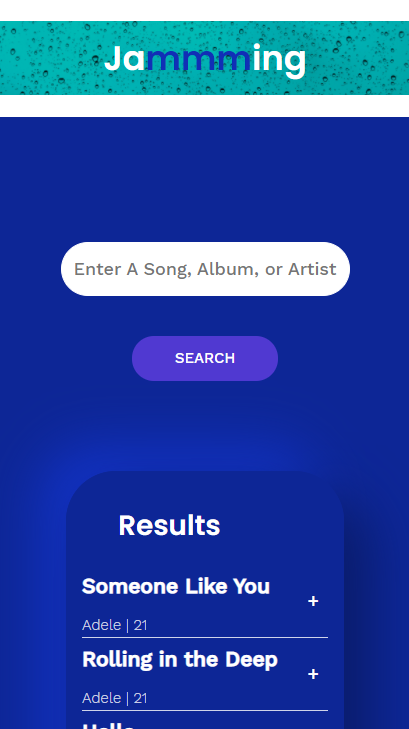 Jammming
Enter A Song, Album, or Artist
SEARCH
Results
Someone Like You
+
Adele | 21
Rolling in the Deep
+
Adele | 21
Hello